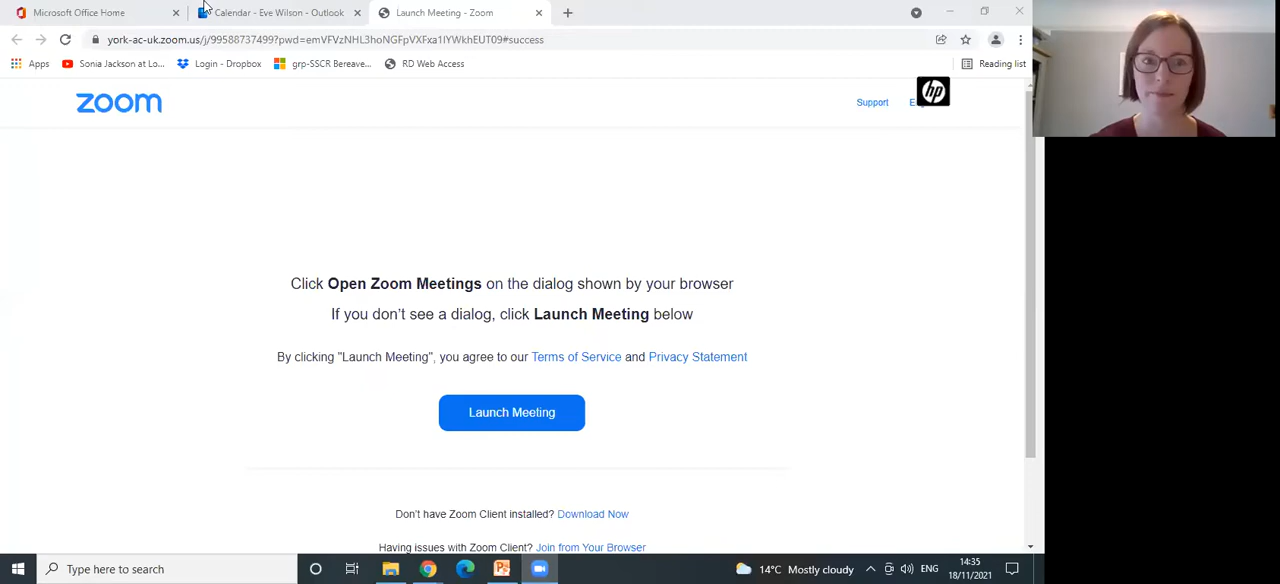 Microsoft Office Home
Calendar - Eve Wilson - Outlook
Launch Meeting - Zoom
york-ac-uk.zoom.us/j/99588737499?pwd=emVFVzNHL3hoNGFpVXFxa1lYWkhEUT09#success
Apps
Sonia Jackson at Lo...
Login - Dropbox
grp-SSCR Bereave...
RD Web Access
Reading list
zoom
Support
hp
Click Open Zoom Meetings on the dialog shown by your browser
If you don't see a dialog, click Launch Meeting below
By clicking "Launch Meeting", you agree to our Terms of Service and Privacy Statement
Launch Meeting
Don't have Zoom Client installed? Download Now
Having issues with Zoom Client? Join from Your Browser
Type here to search
14°C Mostly cloudy
ENG
14:35
18/11/2021